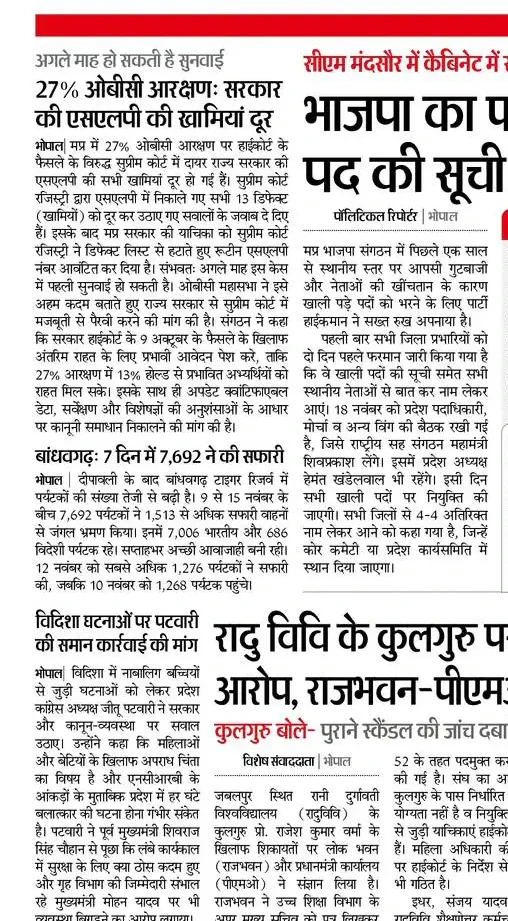 अगले माह हो सकती है सुनवाई
27% ओबीसी आरक्षण: सरकार
की एसएलपी की खामियां दूर
भोपाल| मप्र में 27% ओबीसी आरक्षण पर हाईकोर्ट के
फैसले के विरुद्ध सुप्रीम कोर्ट में दायर राज्य सरकार की
एसएलपी की सभी खामियां दूर हो गई हैं। सुप्रीम कोर्ट
रजिस्ट्री द्वारा एसएलपी में निकाले गए सभी 13 डिफेक्ट
(खामियों) को दूर कर उठाए गए सवालों के जवाब दे दिए
हैं। इसके बाद मप्र सरकार की याचिका को सुप्रीम कोर्ट
रजिस्ट्री ने डिफेक्ट लिस्ट से हटाते हुए रूटीन एसएलपी
नंबर आवंटित कर दिया है। संभवत: अगले माह इस केस
में पहली सुनवाई हो सकती है। ओबीसी महासभा ने इसे
अहम कदम बताते हुए राज्य सरकार से सुप्रीम कोर्ट में
मजबूती से पैरवी करने की मांग की है। संगठन ने कहा
कि सरकार हाईकोर्ट के 9 अक्टूबर के फैसले के खिलाफ
अंतरिम राहत के लिए प्रभावी आवेदन पेश करे, ताकि
27% आरक्षण में 13% होल्ड से प्रभावित अभ्यर्थियों को
राहत मिल सके। इसके साथ ही अपडेट क्वांटिफाएबल
डेटा, सर्वेक्षण और विशेषज्ञों की अनुशंसाओं के आधार
पर कानूनी समाधान निकालने की मांग की है।
बांधवगढ़: 7 दिन में 7,692 ने की सफारी
भोपाल | दीपावली के बाद बांधवगढ़ टाइगर रिजर्व में
पर्यटकों की संख्या तेजी से बढ़ी है। 9 से 15 नवंबर के
बीच 7,692 पर्यटकों ने 1,513 से अधिक सफारी वाहनों
से जंगल भ्रमण किया। इनमें 7,006 भारतीय और 686
विदेशी पर्यटक रहे। सप्ताहभर अच्छी आवाजाही बनी रही।
12 नवंबर को सबसे अधिक 1,276 पर्यटकों ने सफारी
की, जबकि 10 नवंबर को 1,268 पर्यटक पहुंचे।
सीएम मंदसौर में कैबिनेट में
भाजपा का
पद की सूची
पॉलिटिकल रिपोर्टर | भोपाल
मप्र भाजपा संगठन में पिछले एक साल
से स्थानीय स्तर पर आपसी गुटबाजी
और नेताओं की खींचतान के कारण
खाली पड़े पदों को भरने के लिए पार्टी
हाईकमान ने सख्त रुख अपनाया है।
पहली बार सभी जिला प्रभारियों को
दो दिन पहले फरमान जारी किया गया है
कि वे खाली पदों की सूची समेत सभी
स्थानीय नेताओं से बात कर नाम लेकर
आएं। 18 नवंबर को प्रदेश पदाधिकारी,
मोर्चा व अन्य विंग की बैठक रखी गई
है, जिसे राष्ट्रीय सह संगठन महामंत्री
शिवप्रकाश लेंगे। इसमें प्रदेश अध्यक्ष
हेमंत खंडेलवाल भी रहेंगे। इसी दिन
सभी खाली पदों पर नियुक्ति की
जाएगी। सभी जिलों से 4-4 अतिरिक्त
नाम लेकर आने को कहा गया है, जिन्हें
कोर कमेटी या प्रदेश कार्यसमिति में
स्थान दिया जाएगा।
विदिशा घटनाओं पर पटवारी
की समान कार्रवाई की मांग
भोपाल| विदिशा में नाबालिग बच्चियों
से जुड़ी घटनाओं को लेकर प्रदेश
कांग्रेस अध्यक्ष जीतू पटवारी ने सरकार
और कानून-व्यवस्था पर सवाल
उठाए। उन्होंने कहा कि महिलाओं
और बेटियों के खिलाफ अपराध चिंता
का विषय है और एनसीआरबी के
आंकड़ों के मुताबिक प्रदेश में हर घंटे
बलात्कार की घटना होना गंभीर संकेत
है। पटवारी ने पूर्व मुख्यमंत्री शिवराज
सिंह चौहान से पूछा कि लंबे कार्यकाल
में सुरक्षा के लिए क्या ठोस कदम हुए
और गृह विभाग की जिम्मेदारी संभाल
रहे मुख्यमंत्री मोहन यादव पर भी
व्यवस्था बिगड़ने का आरोप लगाया।
रादु विवि के कुलगुरु
आरोप, राजभवन-पीएमओ
कुलगुरु बोले- पुराने स्कैंडल की जांच दबा
विशेष संवाददाता | भोपाल
जबलपुर स्थित रानी दुर्गावती
विश्वविद्यालय (रादुविवि) के
कुलगुरु प्रो. राजेश कुमार वर्मा के
खिलाफ शिकायतों पर लोक भवन
(राजभवन) और प्रधानमंत्री कार्यालय
(पीएमओ) ने संज्ञान लिया है।
राजभवन ने उच्च शिक्षा विभाग के
अपर मुख्य सचिव को पत्र लिखकर
52 के तहत पदमुक्त कर
की गई है। संघ का
कुलगुरु के पास निर्धारित
योग्यता नहीं है व नियुक्ति
से जुड़ी याचिकाएं हाईको
हैं। महिला अधिकारी की
पर हाईकोर्ट के निर्देश से
भी गठित है।
इधर, संजय यादव